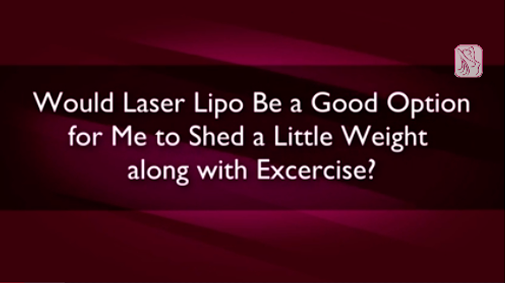 Would Laser Lipo Be a Good Option
for Me to Shed a Little Weight
along with Excercise?